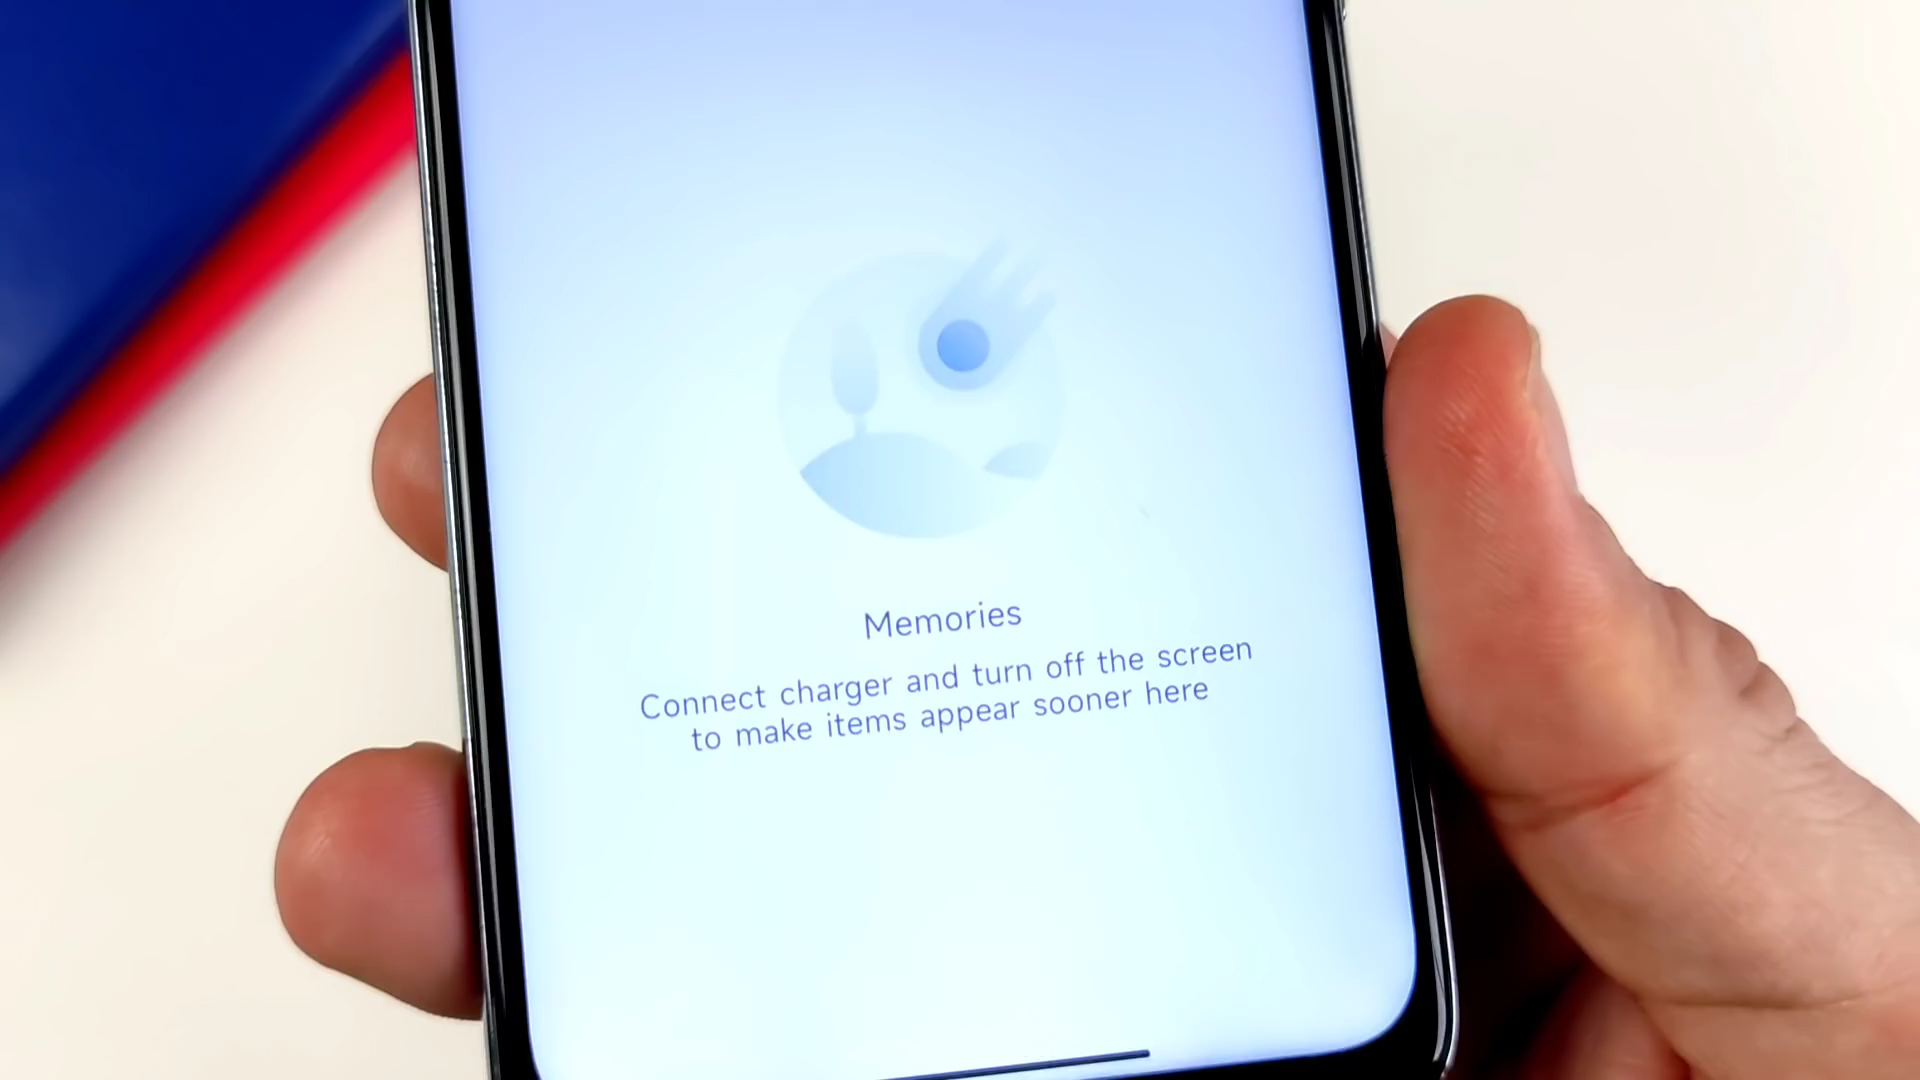 Memories
Connect charger and turn off the screen
to make items appear sooner here